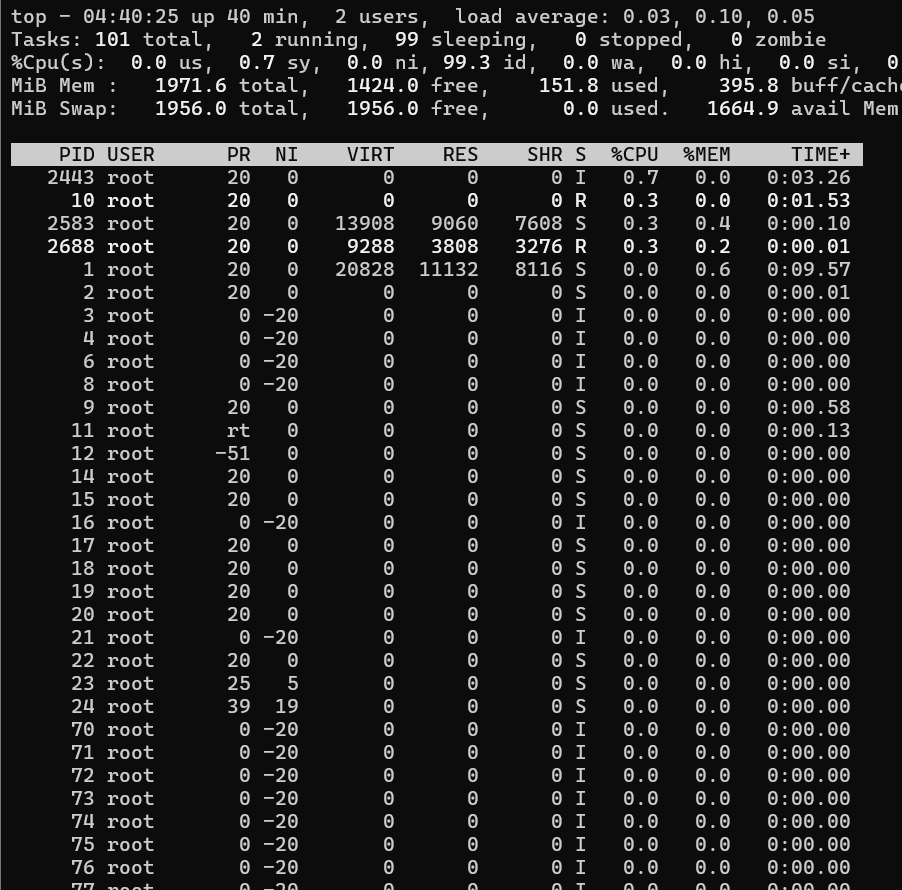 top - 04:40:25 up 40 min,  2 users,  load average: 0.03, 0.10, 0.05
Tasks: 101 total,   2 running,  99 sleeping,   0 stopped,   0 zombie
%Cpu(s):  0.0 us,  0.7 sy,  0.0 ni, 99.3 id,  0.0 wa,  0.0 hi,  0.0 si,  0
MiB Mem :   1971.6 total,   1424.0 free,    151.8 used,    395.8 buff/cache
MiB Swap:   1956.0 total,   1956.0 free,      0.0 used.   1664.9 avail Mem
PID USER      PR  NI    VIRT    RES    SHR S  %CPU  %MEM     TIME+
2443 root      20   0       0      0      0 I   0.7   0.0   0:03.26
10 root      20   0       0      0      0 R   0.3   0.0   0:01.53
2583 root      20   0   13908   9060   7608 S   0.3   0.4   0:00.10
2688 root      20   0    9288   3808   3276 R   0.3   0.2   0:00.01
1 root      20   0   20828  11132   8116 S   0.0   0.6   0:09.57
2 root      20   0       0      0      0 S   0.0   0.0   0:00.01
3 root       0 -20       0      0      0 I   0.0   0.0   0:00.00
4 root       0 -20       0      0      0 I   0.0   0.0   0:00.00
6 root       0 -20       0      0      0 I   0.0   0.0   0:00.00
8 root       0 -20       0      0      0 I   0.0   0.0   0:00.00
9 root      20   0       0      0      0 S   0.0   0.0   0:00.58
11 root      rt   0       0      0      0 S   0.0   0.0   0:00.13
12 root     -51   0       0      0      0 S   0.0   0.0   0:00.00
14 root      20   0       0      0      0 S   0.0   0.0   0:00.00
15 root      20   0       0      0      0 S   0.0   0.0   0:00.00
16 root       0 -20       0      0      0 I   0.0   0.0   0:00.00
17 root      20   0       0      0      0 S   0.0   0.0   0:00.00
18 root      20   0       0      0      0 S   0.0   0.0   0:00.00
19 root      20   0       0      0      0 S   0.0   0.0   0:00.00
20 root      20   0       0      0      0 S   0.0   0.0   0:00.00
21 root       0 -20       0      0      0 I   0.0   0.0   0:00.00
22 root      20   0       0      0      0 S   0.0   0.0   0:00.00
23 root      25   5       0      0      0 S   0.0   0.0   0:00.00
24 root      39  19       0      0      0 S   0.0   0.0   0:00.00
70 root       0 -20       0      0      0 I   0.0   0.0   0:00.00
71 root       0 -20       0      0      0 I   0.0   0.0   0:00.00
72 root       0 -20       0      0      0 I   0.0   0.0   0:00.00
73 root       0 -20       0      0      0 I   0.0   0.0   0:00.00
74 root       0 -20       0      0      0 I   0.0   0.0   0:00.00
75 root       0 -20       0      0      0 I   0.0   0.0   0:00.00
76 root       0 -20       0      0      0 I   0.0   0.0   0:00.00